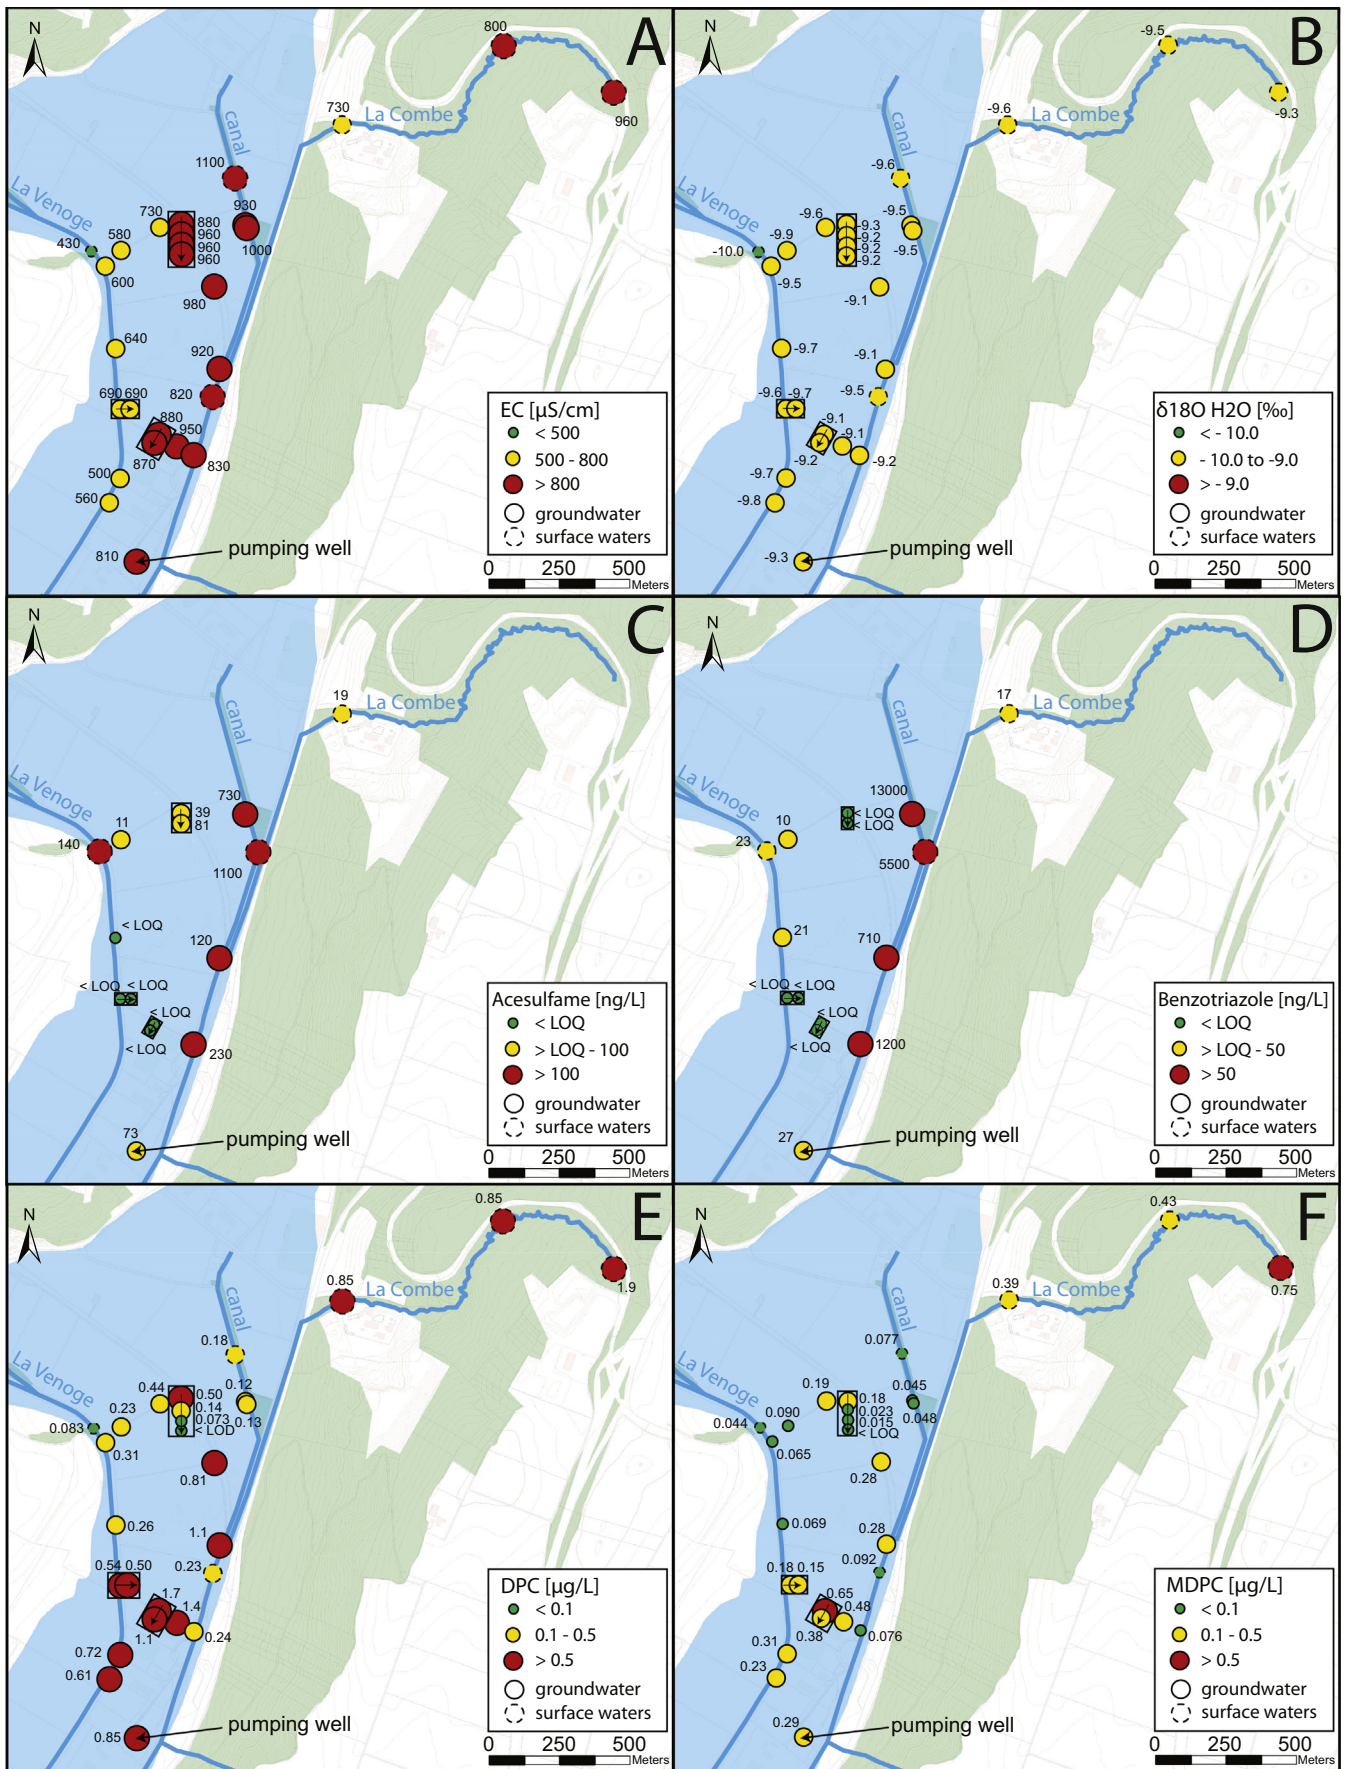 A
N
800
960
730
La Combe
canal
1100
La Venoge
730
880
960
960
960
930
1000
430
580
600
980
640
920
690 690
820
880
950
870
830
500
560
810
pumping well
EC [µS/cm]
< 500
500 - 800
> 800
groundwater
surface waters
0 250 500
Meters
B
N
-9.5
-9.3
-9.6
La Combe
canal
-9.6
La Venoge
-9.6
-9.3
-9.2
-9.2
-9.2
-9.5
-9.5
-10.0
-9.9
-9.5
-9.1
-9.7
-9.1
-9.6 -9.7
-9.5
-9.1
-9.1
-9.2
-9.2
-9.7
-9.8
-9.3
pumping well
δ18O H2O [‰]
< - 10.0
- 10.0 to -9.0
> - 9.0
groundwater
surface waters
0 250 500
Meters
C
N
19
La Combe
canal
La Venoge
730
39
81
11
140
1100
< LOQ
120
< LOQ < LOQ
< LOQ
< LOQ
230
73
pumping well
Acesulfame [ng/L]
< LOQ
> LOQ - 100
> 100
groundwater
surface waters
0 250 500
Meters
D
N
17
La Combe
canal
La Venoge
13000
< LOQ
< LOQ
10
23
5500
21
710
< LOQ < LOQ
< LOQ
< LOQ
1200
27
pumping well
Benzotriazole [ng/L]
< LOQ
> LOQ - 50
> 50
groundwater
surface waters
0 250 500
Meters
E
N
0.85
1.9
0.85
La Combe
canal
0.18
La Venoge
0.44
0.50
0.14
0.073
< LOD
0.12
0.13
0.083
0.23
0.31
0.81
0.26
1.1
0.54 0.50
0.23
1.7
1.4
1.1
0.24
0.72
0.61
0.85
pumping well
DPC [µg/L]
< 0.1
0.1 - 0.5
> 0.5
groundwater
surface waters
0 250 500
Meters
F
N
0.43
0.75
0.39
La Combe
canal
0.077
La Venoge
0.19
0.18
0.023
0.015
< LOQ
0.045
0.048
0.044
0.090
0.065
0.28
0.069
0.28
0.18 0.15
0.092
0.65
0.48
0.38
0.076
0.31
0.23
0.29
pumping well
MDPC [µg/L]
< 0.1
0.1 - 0.5
> 0.5
groundwater
surface waters
0 250 500
Meters